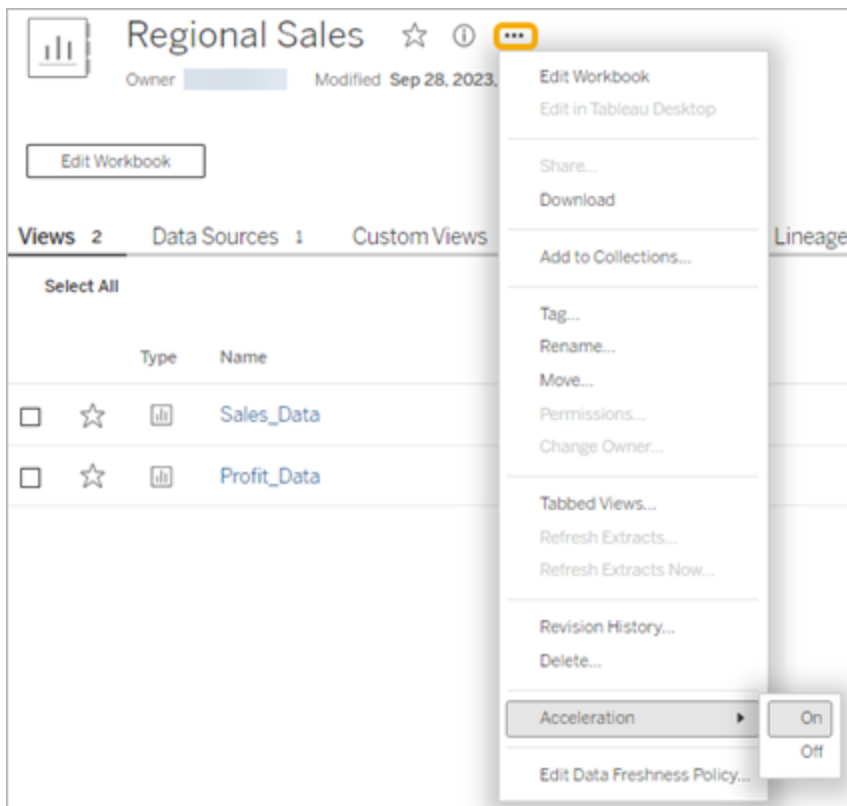 Regional Sales
Owner Modified Sep 28, 2023,
Edit Workbook
Views 2 Data Sources 1 Custom Views Lineage
Select All
Type Name
Sales_Data
Profit_Data
Edit Workbook
Edit in Tableau Desktop
Share...
Download
Add to Collections...
Tag...
Rename...
Move...
Permissions...
Change Owner...
Tabbed Views...
Refresh Extracts...
Refresh Extracts Now...
Revision History...
Delete...
Acceleration
On
Off
Edit Data Freshness Policy...